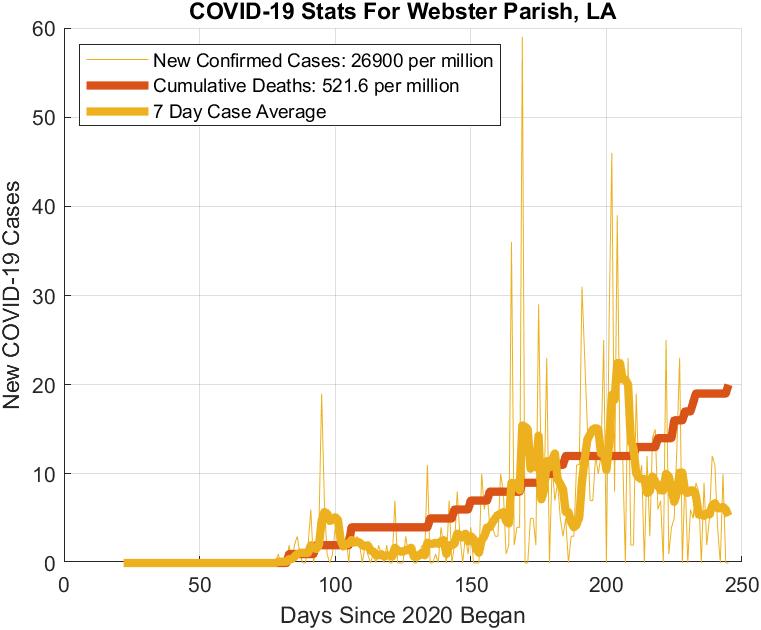 COVID-19 Stats For Webster Parish, LA
New Confirmed Cases: 26900 per million
Cumulative Deaths: 521.6 per million
7 Day Case Average
New COVID-19 Cases
60
50
40
30
20
10
0
0 50 100 150 200 250
Days Since 2020 Began